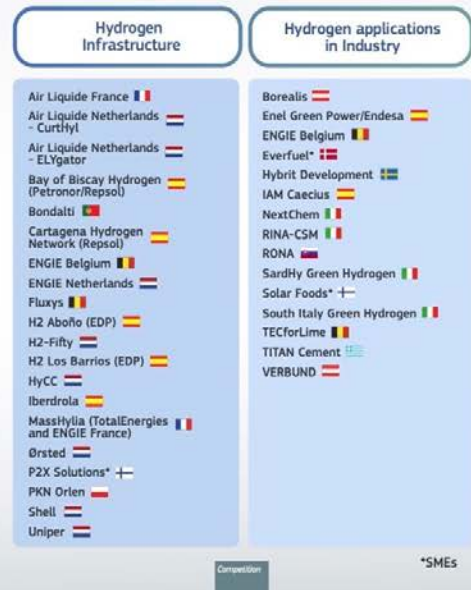 Hydrogen
Infrastructure
Air Liquide France
Air Liquide Netherlands
- CurtHyl
Air Liquide Netherlands
- ELYgator
Bay of Biscay Hydrogen
(Petronor/Repsol)
Bondalti
Cartagena Hydrogen
Network (Repsol)
ENGIE Belgium
ENGIE Netherlands
Fluxys
H2 Aboño (EDP)
H2-Fifty
H2 Los Barrios (EDP)
HyCC
Iberdrola
MassHylia (TotalEnergies
and ENGIE France)
Ørsted
P2X Solutions*
PKN Orlen
Shell
Uniper
Hydrogen applications
in Industry
Borealis
Enel Green Power/Endesa
ENGIE Belgium
Everfuel*
Hybrit Development
IAM Caecius
NextChem
RINA-CSM
RONA
SardHy Green Hydrogen
Solar Foods*
South Italy Green Hydrogen
TECforLime
TITAN Cement
VERBUND
*SMEs
Competition